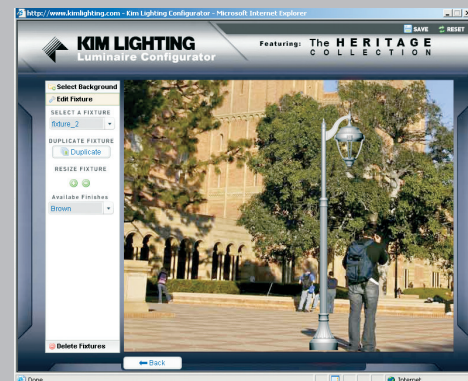 http://www.kimlighting.com - Kim Lighting Configurator - Microsoft Internet Explorer
SAVE RESET
KIM LIGHTING
Luminaire Configurator
Featuring: The HERITAGE
COLLECTION
Select Background
Edit Fixture
SELECT A FIXTURE
fixture_2
DUPLICATE FIXTURE
Duplicate
RESIZE FIXTURE
Availabe Finishes
Brown
Delete Fixtures
Back
Done
Internet